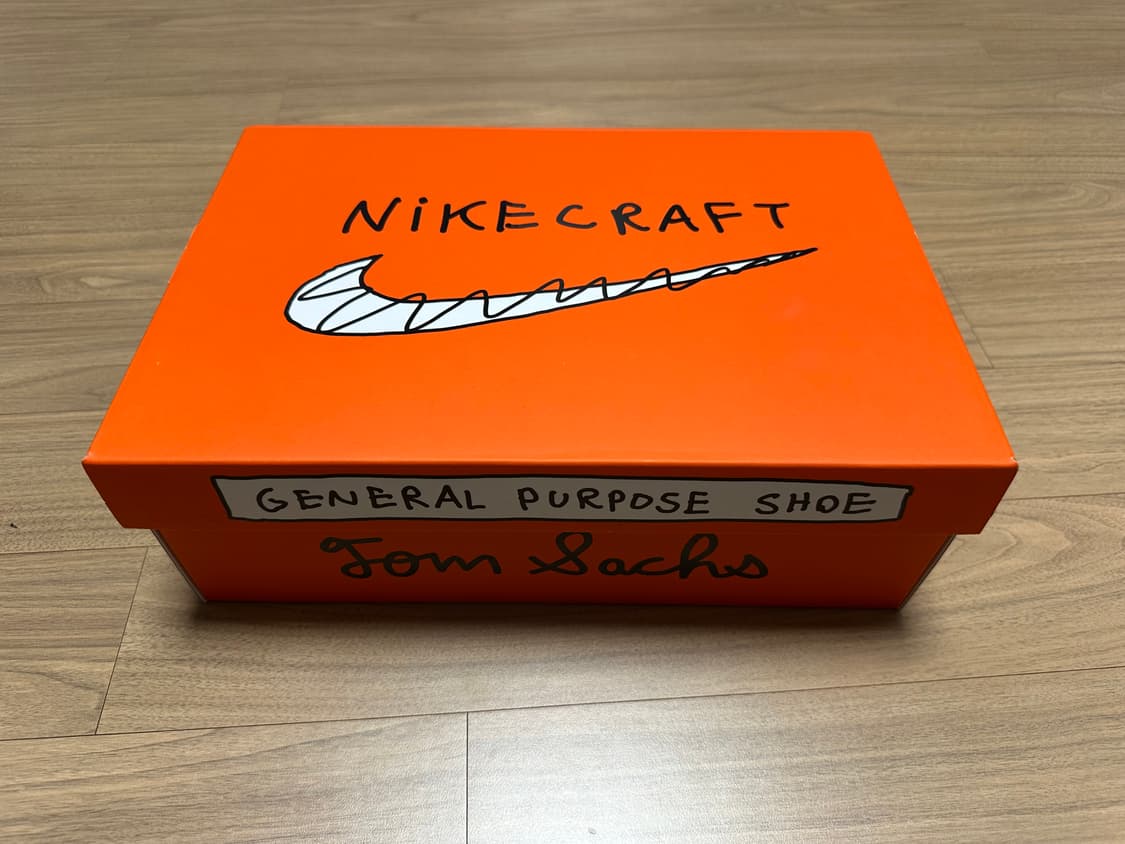 NiKECRAFT
GENERAL PURPOSE SHOE
Tom Sachs